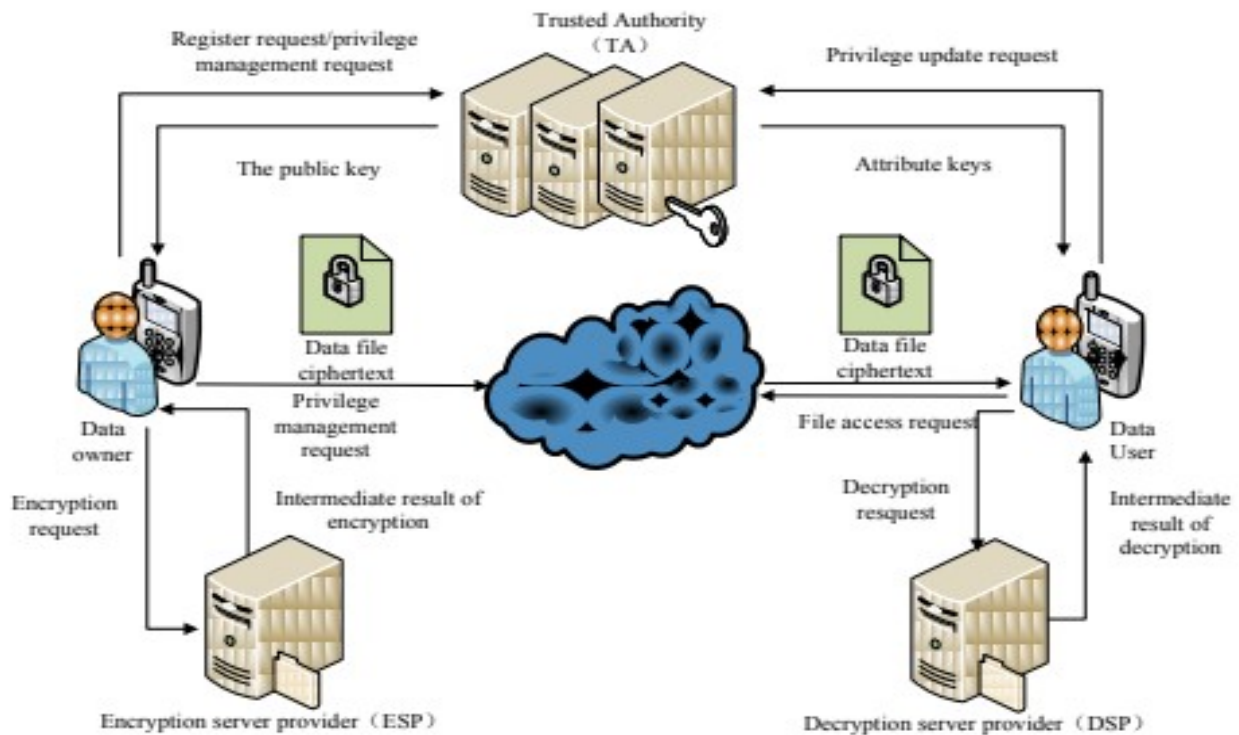 Trusted Authority
（TA）
Register request/privilege
management request
Privilege update request
The public key
Attribute keys
Data file
ciphertext
Privilege
management
request
Data file
ciphertext
File access request
Data
owner
Data
User
Encryption
request
Intermediate result of
encryption
Decryption
resquest
Intermediate
result of
decryption
Encryption server provider（ESP）
Decryption server provider（DSP）